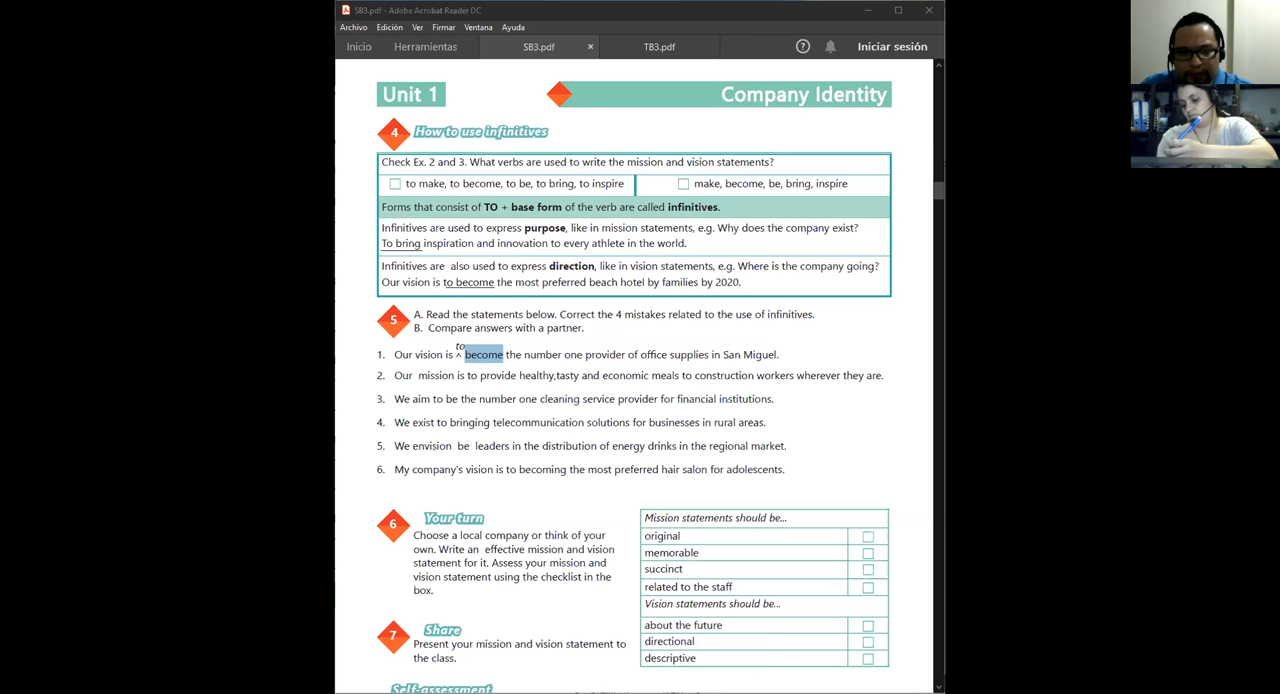 SB3.pdf - Adobe Acrobat Reader DC
Archivo Edición Ver Firmar Ventana Ayuda
Inicio Herramientas SB3.pdf × TB3.pdf ? Iniciar sesión
Unit 1 Company Identity
4 How to use infinitives
Check Ex. 2 and 3. What verbs are used to write the mission and vision statements?
to make, to become, to be, to bring, to inspire make, become, be, bring, inspire
Forms that consist of TO + base form of the verb are called infinitives.
Infinitives are used to express purpose, like in mission statements, e.g. Why does the company exist?
To bring inspiration and innovation to every athlete in the world.
Infinitives are also used to express direction, like in vision statements, e.g. Where is the company going?
Our vision is to become the most preferred beach hotel by families by 2020.
5 A. Read the statements below. Correct the 4 mistakes related to the use of infinitives.
B. Compare answers with a partner.
to
1. Our vision is ^ become the number one provider of office supplies in San Miguel.
2. Our mission is to provide healthy,tasty and economic meals to construction workers wherever they are.
3. We aim to be the number one cleaning service provider for financial institutions.
4. We exist to bringing telecommunication solutions for businesses in rural areas.
5. We envision be leaders in the distribution of energy drinks in the regional market.
6. My company's vision is to becoming the most preferred hair salon for adolescents.
6 Your turn
Choose a local company or think of your
own. Write an effective mission and vision
statement for it. Assess your mission and
vision statement using the checklist in the
box.
Mission statements should be...
original
memorable
succinct
related to the staff
Vision statements should be...
about the future
directional
descriptive
7 Share
Present your mission and vision statement to
the class.
Self-assessment